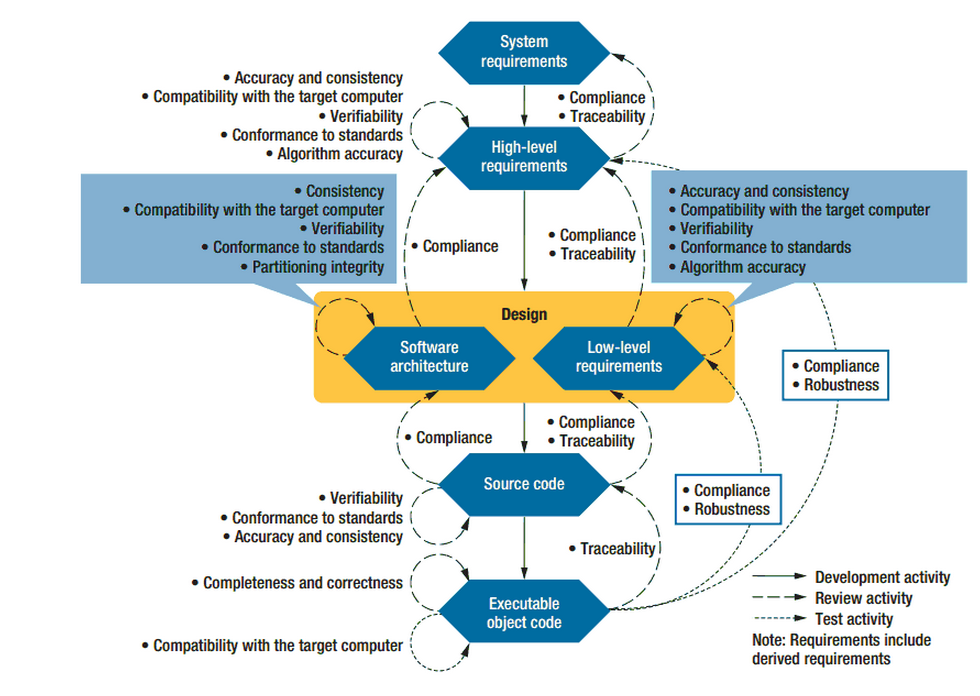 System
requirements
• Accuracy and consistency
• Compatibility with the target computer
• Verifiability
• Conformance to standards
• Algorithm accuracy
• Compliance
• Traceability
High-level
requirements
• Consistency
• Compatibility with the target computer
• Verifiability
• Conformance to standards
• Partitioning integrity
• Compliance
• Compliance
• Traceability
• Accuracy and consistency
• Compatibility with the target computer
• Verifiability
• Conformance to standards
• Algorithm accuracy
Design
Software
architecture
Low-level
requirements
• Compliance
• Robustness
• Compliance
• Compliance
• Traceability
Source code
• Compliance
• Robustness
• Verifiability
• Conformance to standards
• Accuracy and consistency
• Traceability
• Completeness and correctness
Executable
object code
• Compatibility with the target computer
Development activity
Review activity
Test activity
Note: Requirements include
derived requirements